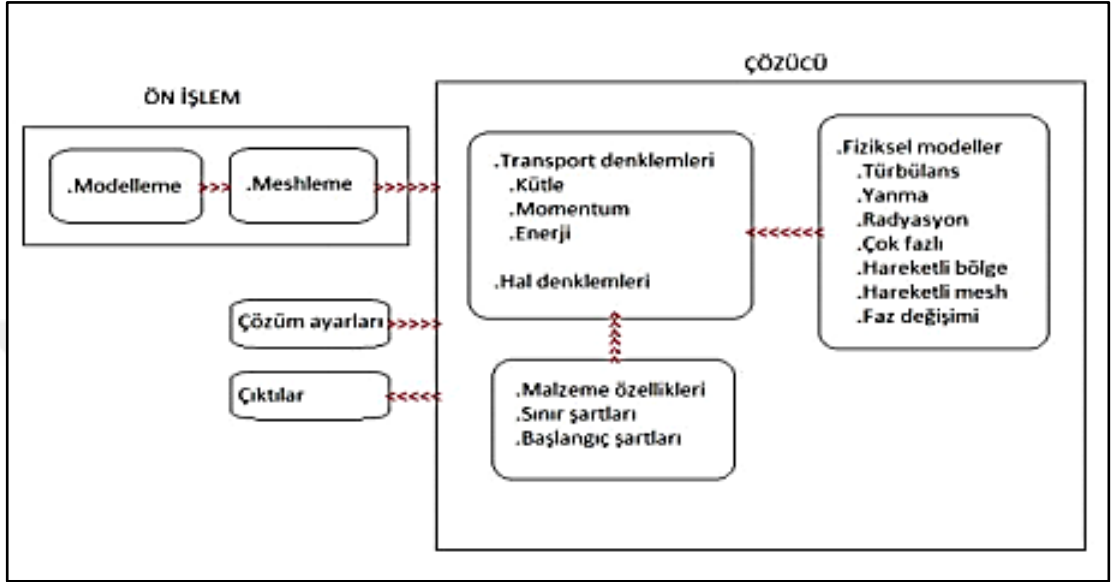 ÖN İŞLEM
.Modelleme
>>>
.Meshleme
>>>>>>
Çözüm ayarları
>>>>>
Çıktılar
<<<<<
ÇÖZÜCÜ
.Transport denklemleri
.Kütle
.Momentum
.Enerji
.Hal denklemleri
<<<<<<<
.Fiziksel modeller
.Türbülans
.Yanma
.Radyasyon
.Çok fazlı
.Hareketli bölge
.Hareketli mesh
.Faz değişimi
.Malzeme özellikleri
.Sınır şartları
.Başlangıç şartları